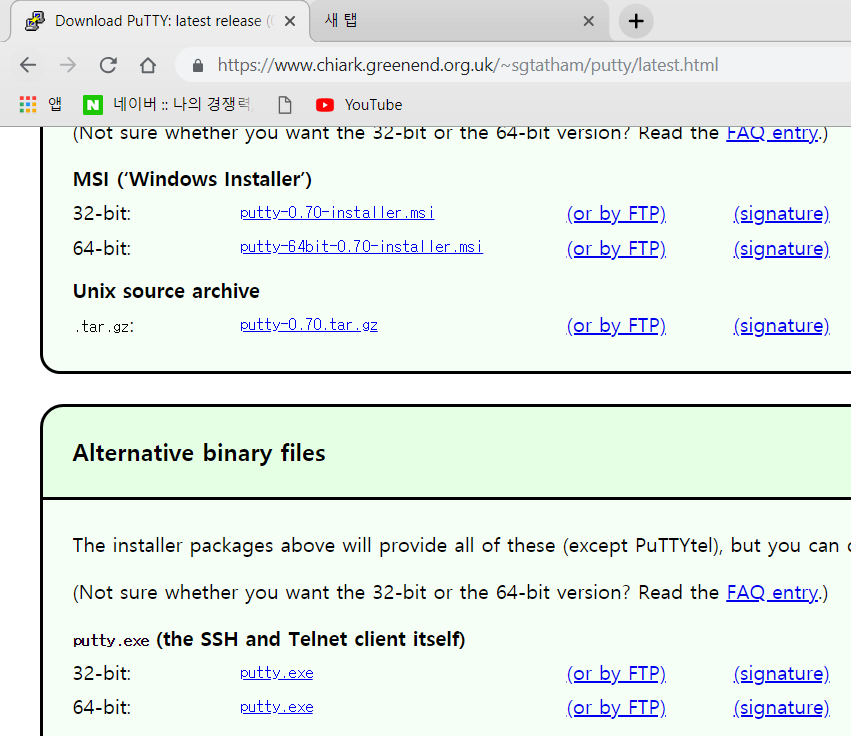 Download PuTTY: latest release (
새 탭
https://www.chiark.greenend.org.uk/~sgtatham/putty/latest.html
앱 네이버 :: 나의 경쟁력 YouTube
(Not sure whether you want the 32-bit or the 64-bit version? Read the FAQ entry.)
MSI (‘Windows Installer’)
32-bit: putty-0.70-installer.msi (or by FTP) (signature)
64-bit: putty-64bit-0.70-installer.msi (or by FTP) (signature)
Unix source archive
.tar.gz: putty-0.70.tar.gz (or by FTP) (signature)
Alternative binary files
The installer packages above will provide all of these (except PuTTYtel), but you can
(Not sure whether you want the 32-bit or the 64-bit version? Read the FAQ entry.)
putty.exe (the SSH and Telnet client itself)
32-bit: putty.exe (or by FTP) (signature)
64-bit: putty.exe (or by FTP) (signature)